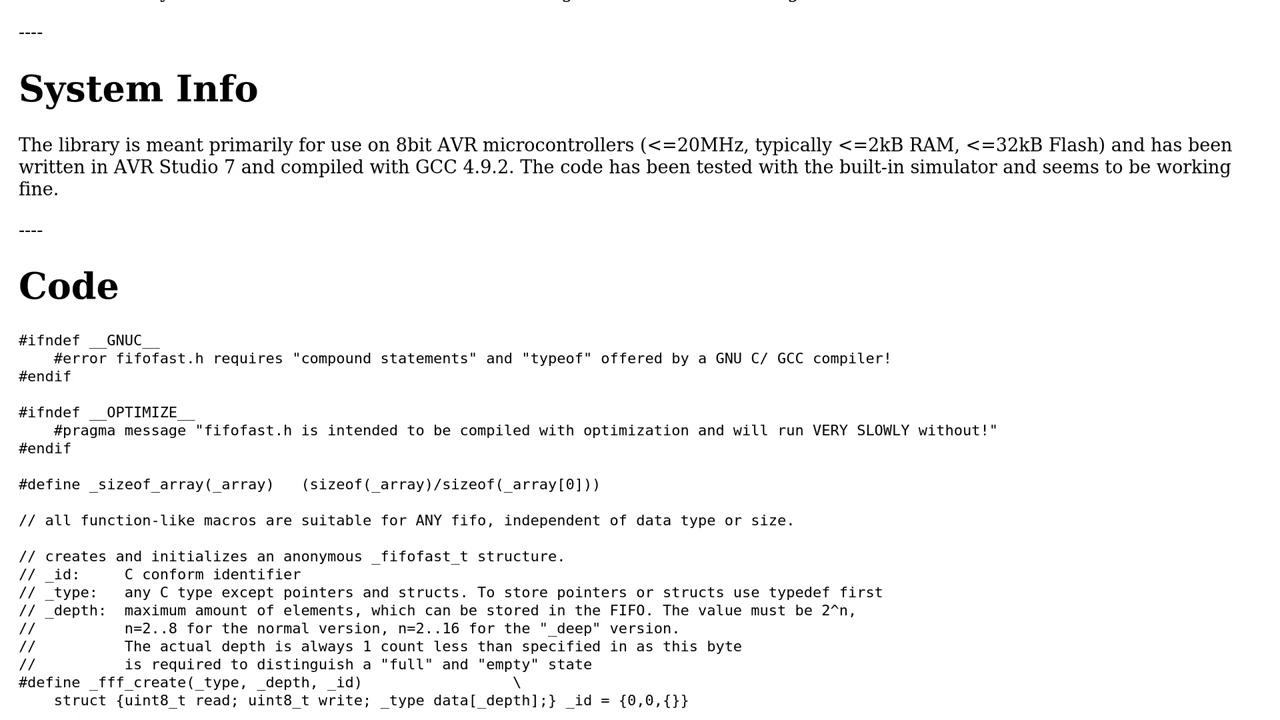 ----
System Info
The library is meant primarily for use on 8bit AVR microcontrollers (<=20MHz, typically <=2kB RAM, <=32kB Flash) and has been
written in AVR Studio 7 and compiled with GCC 4.9.2. The code has been tested with the built-in simulator and seems to be working
fine.
----
Code
#ifndef __GNUC__
    #error fifofast.h requires "compound statements" and "typeof" offered by a GNU C/ GCC compiler!
#endif
#ifndef __OPTIMIZE__
    #pragma message "fifofast.h is intended to be compiled with optimization and will run VERY SLOWLY without!"
#endif
#define _sizeof_array(_array)   (sizeof(_array)/sizeof(_array[0]))
// all function-like macros are suitable for ANY fifo, independent of data type or size.
// creates and initializes an anonymous _fifofast_t structure.
// _id:     C conform identifier
// _type:   any C type except pointers and structs. To store pointers or structs use typedef first
// _depth:  maximum amount of elements, which can be stored in the FIFO. The value must be 2^n,
//          n=2..8 for the normal version, n=2..16 for the "_deep" version.
//          The actual depth is always 1 count less than specified in as this byte
//          is required to distinguish a "full" and "empty" state
#define _fff_create(_type, _depth, _id)                 \
    struct {uint8_t read; uint8_t write; _type data[_depth];} _id = {0,0,{}}